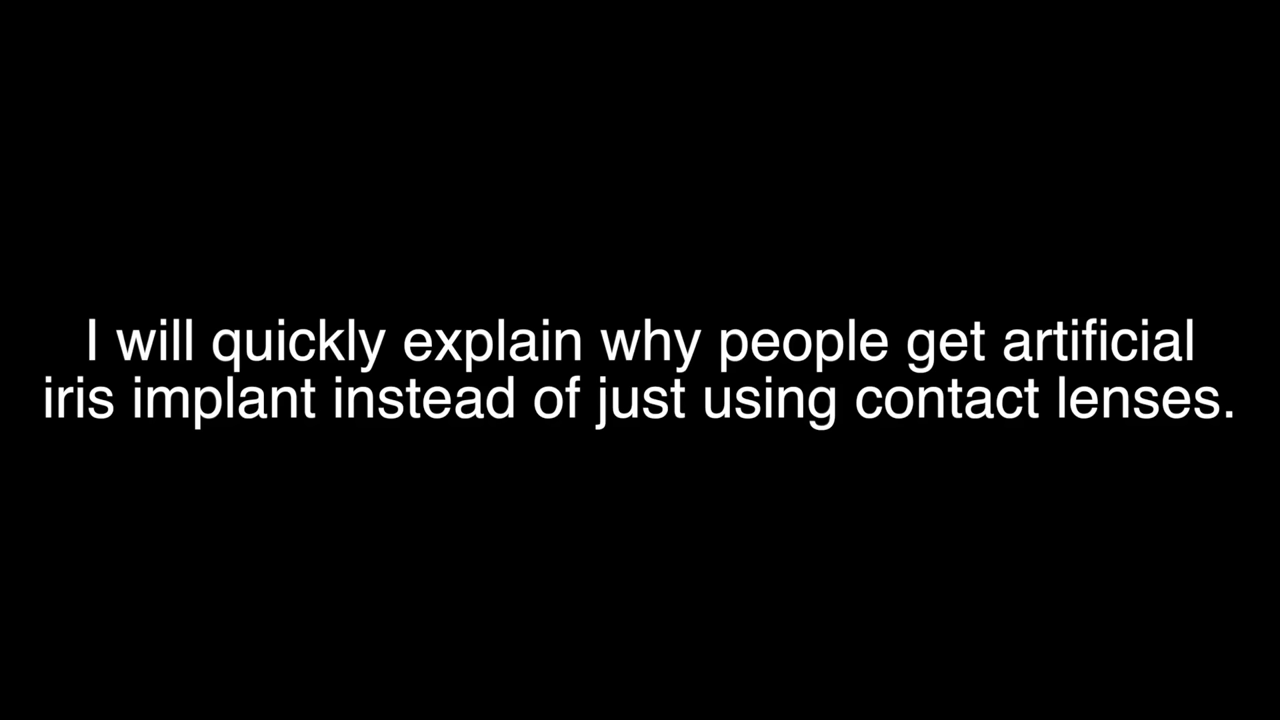 I will quickly explain why people get artificial
iris implant instead of just using contact lenses.